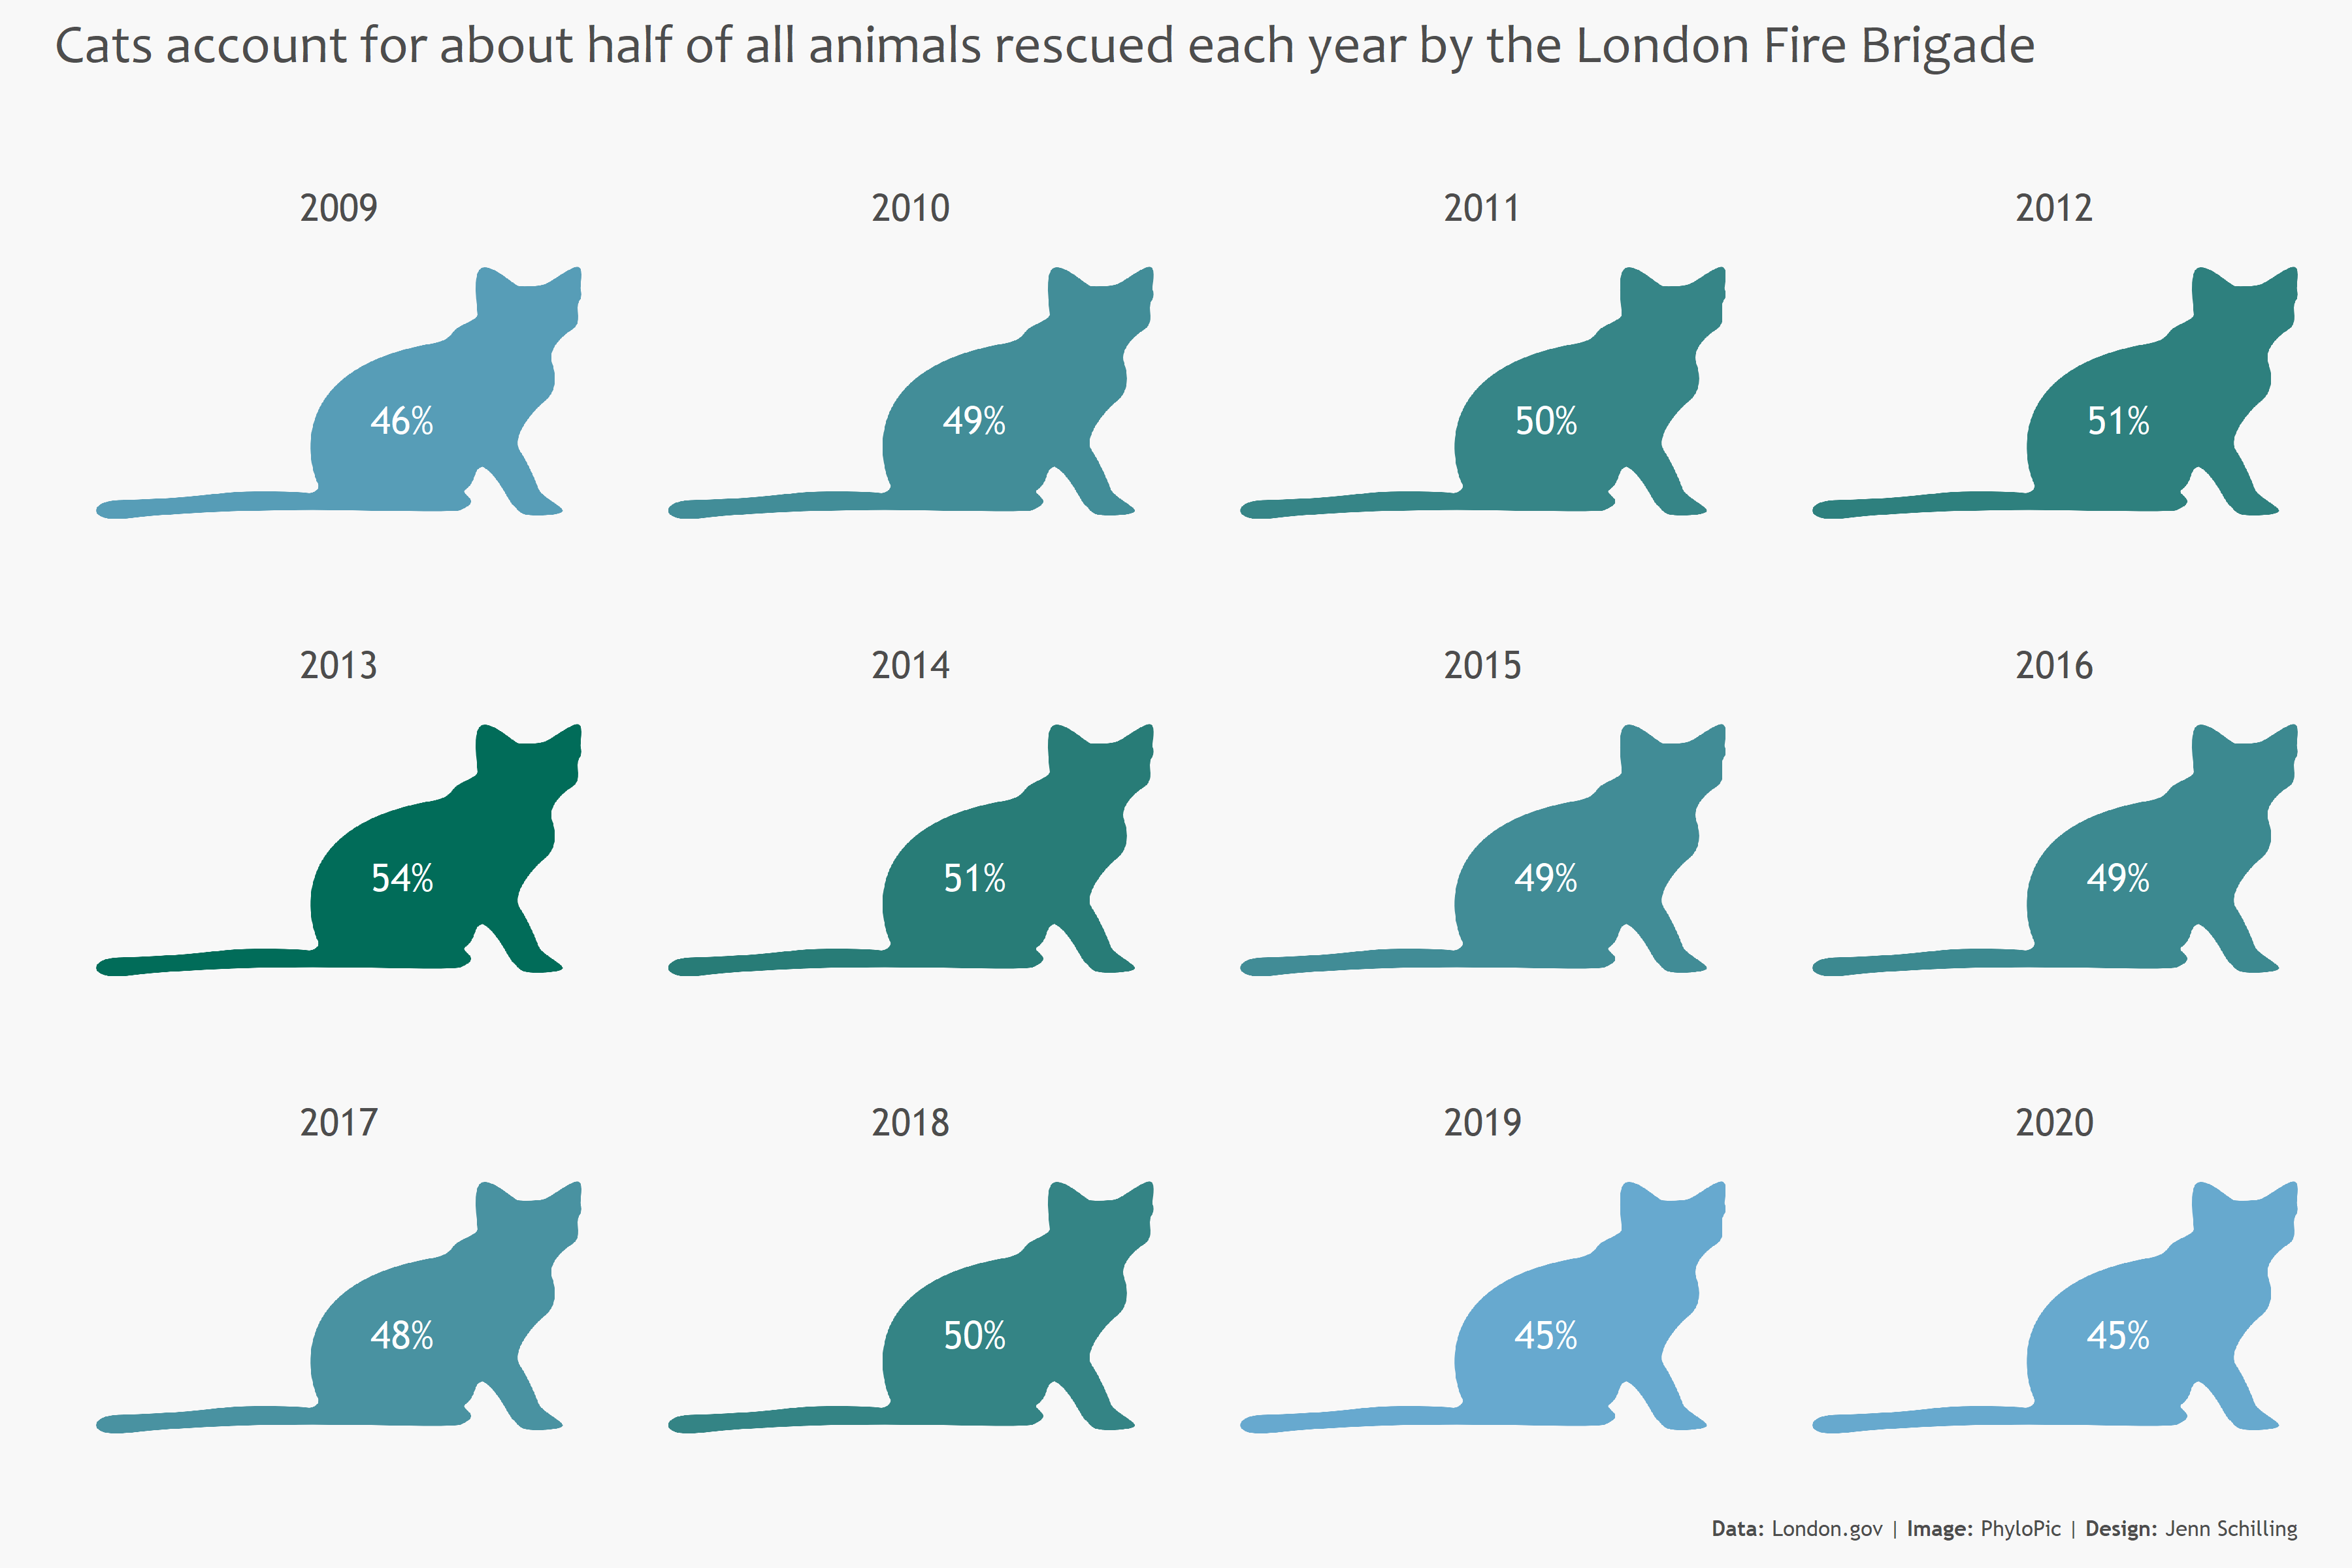 Cats account for about half of all animals rescued each year by the London Fire Brigade
2009 2010 2011 2012
46% 49% 50% 51%
2013 2014 2015 2016
54% 51% 49% 49%
2017 2018 2019 2020
48% 50% 45% 45%
Data: London.gov | Image: PhyloPic | Design: Jenn Schilling